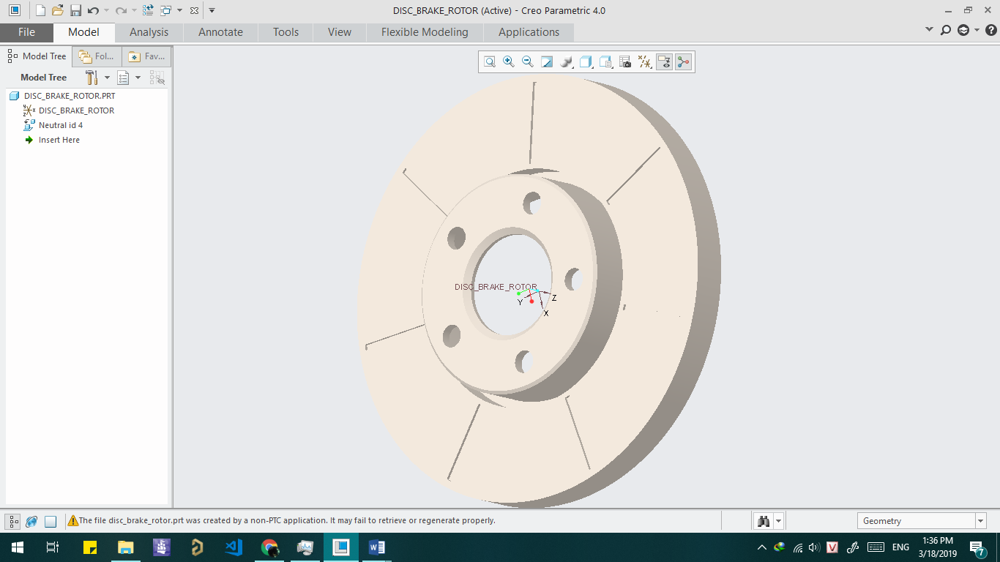 DISC_BRAKE_ROTOR (Active) - Creo Parametric 4.0
File Model Analysis Annotate Tools View Flexible Modeling Applications
Model Tree Fol... Fav...
Model Tree
DISC_BRAKE_ROTOR.PRT
DISC_BRAKE_ROTOR
Neutral id 4
Insert Here
DISC_BRAKE_ROTOR
Y
Z
X
The file disc_brake_rotor.prt was created by a non-PTC application. It may fail to retrieve or regenerate properly.
Geometry
V
ENG
1:36 PM
3/18/2019
7